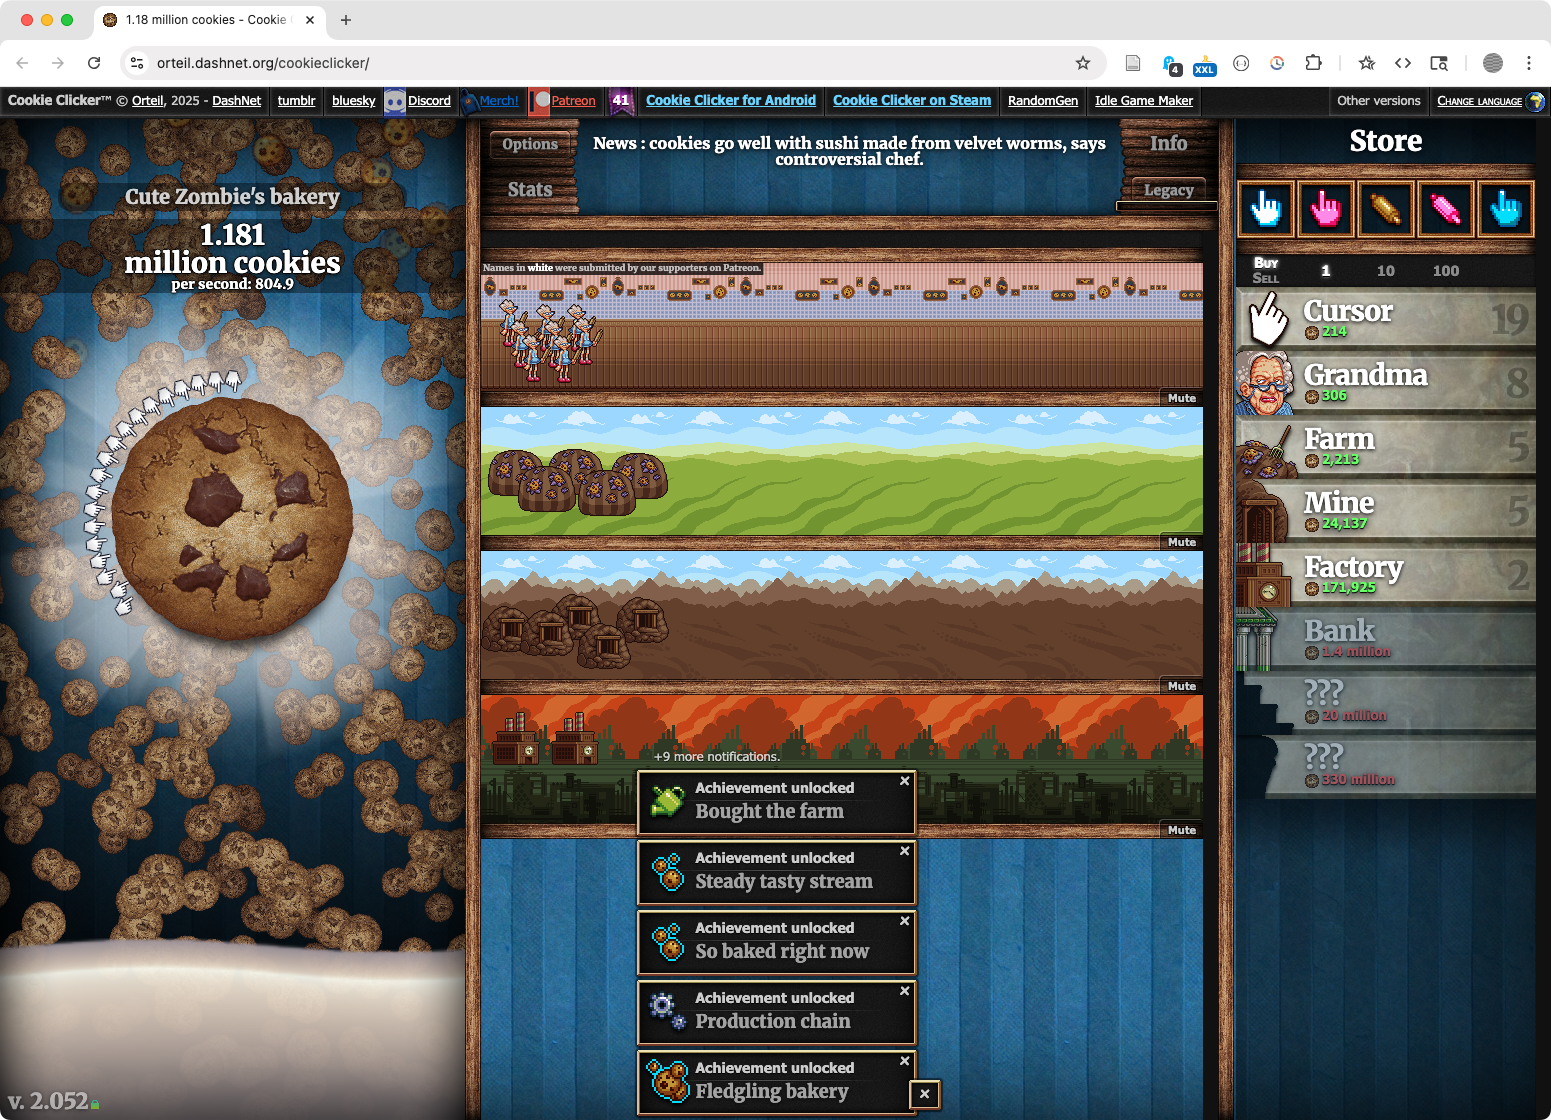 1.18 million cookies - Cookie
orteil.dashnet.org/cookieclicker/
4
XXL
Cookie Clicker™ © Orteil, 2025 - DashNet
tumblr
bluesky
Discord
Merch!
Patreon
41
Cookie Clicker for Android
Cookie Clicker on Steam
RandomGen
Idle Game Maker
Other versions
Change language
Cute Zombie's bakery
1.181
million cookies
per second: 804.9
v. 2.052
Options
Stats
News : cookies go well with sushi made from velvet worms, says
controversial chef.
Info
Legacy
Names in white were submitted by our supporters on Patreon.
Mute
Mute
Mute
Mute
+9 more notifications.
Achievement unlocked
Bought the farm
Achievement unlocked
Steady tasty stream
Achievement unlocked
So baked right now
Achievement unlocked
Production chain
Achievement unlocked
Fledgling bakery
Store
Buy
Sell
1
10
100
Cursor
214
19
Grandma
306
8
Farm
2,213
5
Mine
24,137
5
Factory
171,925
2
Bank
1.4 million
???
20 million
???
330 million